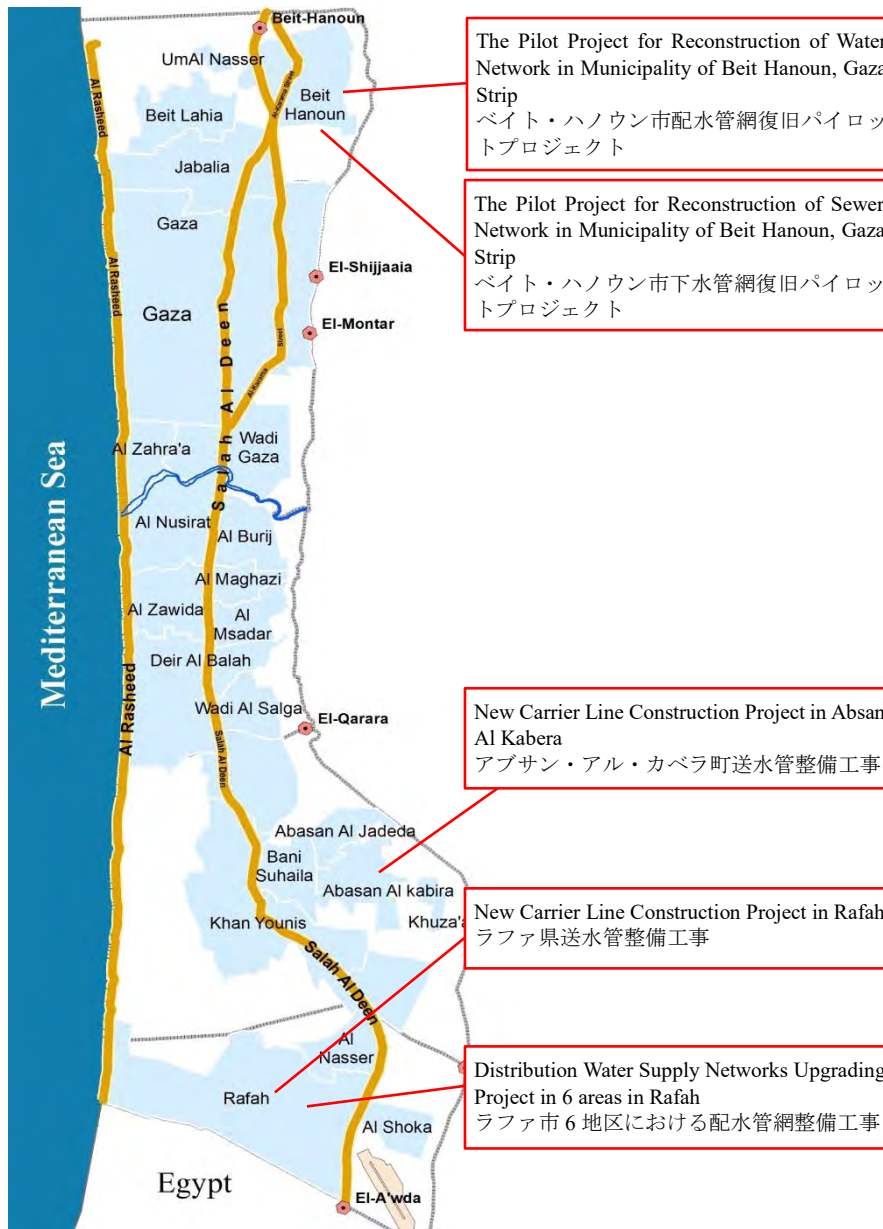 Beit-Hanoun
UmAl Nasser
Al Rasheed
Al-Karama Street
Beit
Hanoun
Beit Lahia
Jabalia
Gaza
Al Rasheed
El-Shijjaaia
Gaza
El-Montar
Salah Al Deen
Al Karama
Street
Mediterranean Sea
Al Zahra'a
Wadi
Gaza
Al Nusirat
Al Burij
Al Maghazi
Al Zawida
Al
Msadar
Deir Al Balah
Al Rasheed
Wadi Al Salga
El-Qarara
Salah Al Deen
Abasan Al Jadeda
Bani
Suhaila
Abasan Al kabira
Khan Younis
Khuza'a
Salah Al Deen
Al
Nasser
Rafah
Al Shoka
Egypt
El-A'wda
The Pilot Project for Reconstruction of Water
Network in Municipality of Beit Hanoun, Gaza
Strip
ベイト・ハノウン市配水管網復旧パイロッ
トプロジェクト
The Pilot Project for Reconstruction of Sewer
Network in Municipality of Beit Hanoun, Gaza
Strip
ベイト・ハノウン市下水管網復旧パイロッ
トプロジェクト
New Carrier Line Construction Project in Absan
Al Kabera
アブサン・アル・カベラ町送水管整備工事
New Carrier Line Construction Project in Rafah
ラファ県送水管整備工事
Distribution Water Supply Networks Upgrading
Project in 6 areas in Rafah
ラファ市 6 地区における配水管網整備工事